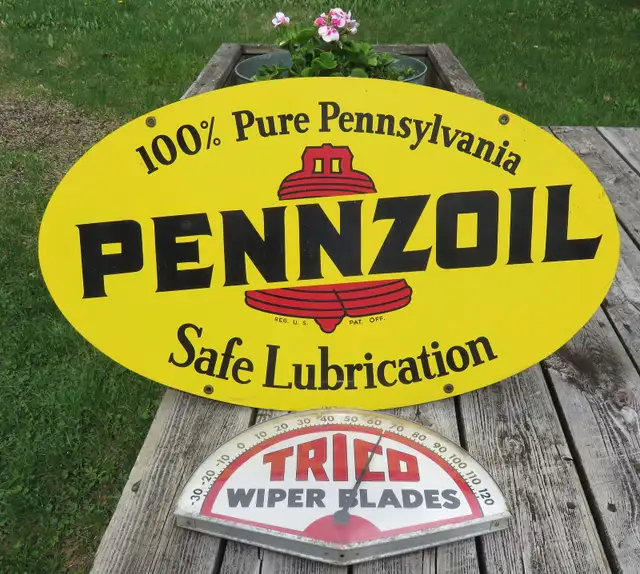 100% Pure Pennsylvania
PENNZOIL
REG. U. S. PAT. OFF.
Safe Lubrication
-30 -20 -10 0 10 20 30 40 50 60 70 80 90 100 110 120
TRICO
WIPER BLADES